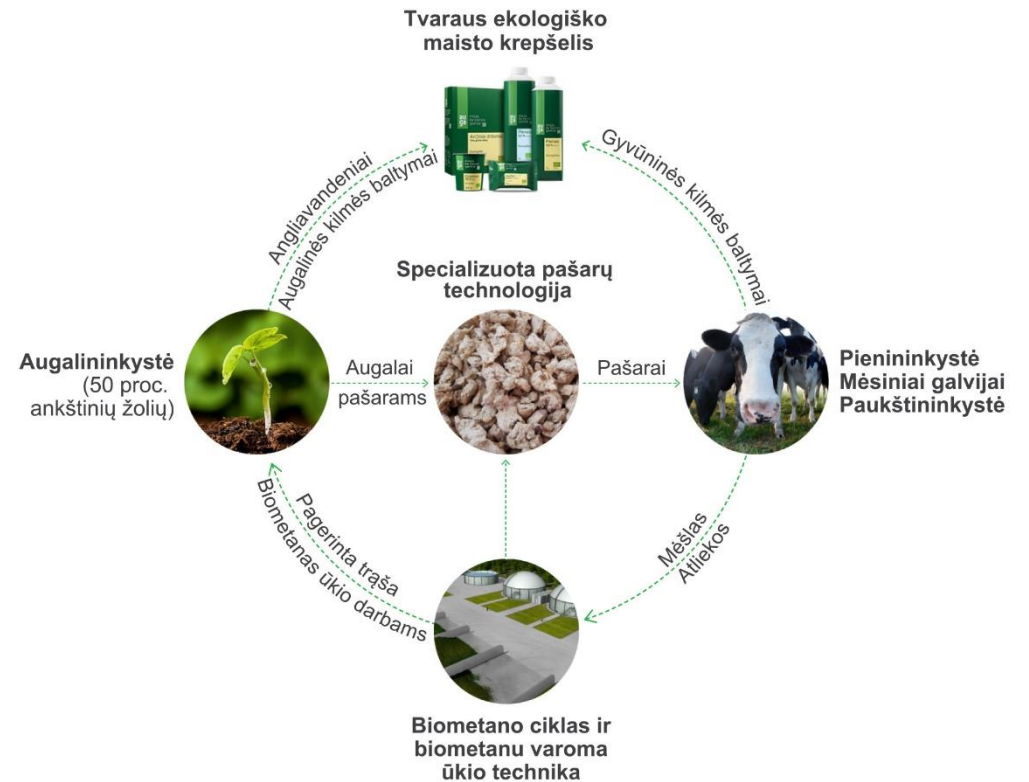 Tvaraus ekologiško
maisto krepšelis
Angliavandeniai
Augalinės kilmės baltymai
Gyvūninės kilmės baltymai
Specializuota pašarų
technologija
Augalininkystė
(50 proc.
ankštinių žolių)
Augalai
pašarams
Pašarai
Pienininkystė
Mėsiniai galvijai
Paukštininkystė
Pagerinta trąša
Biometanas ūkio darbams
Mėšlas
Atliekos
Biometano ciklas ir
biometanu varoma
ūkio technika